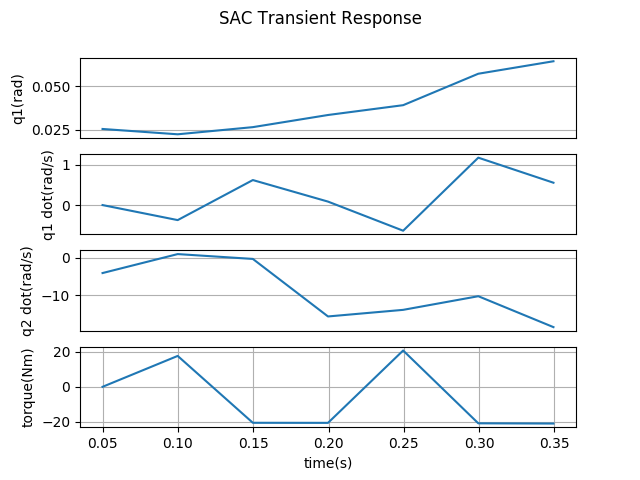 SAC Transient Response
q1(rad)
0.050
0.025
q1 dot(rad/s)
1
0
q2 dot(rad/s)
0
−10
torque(Nm)
20
0
−20
0.05 0.10 0.15 0.20 0.25 0.30 0.35
time(s)